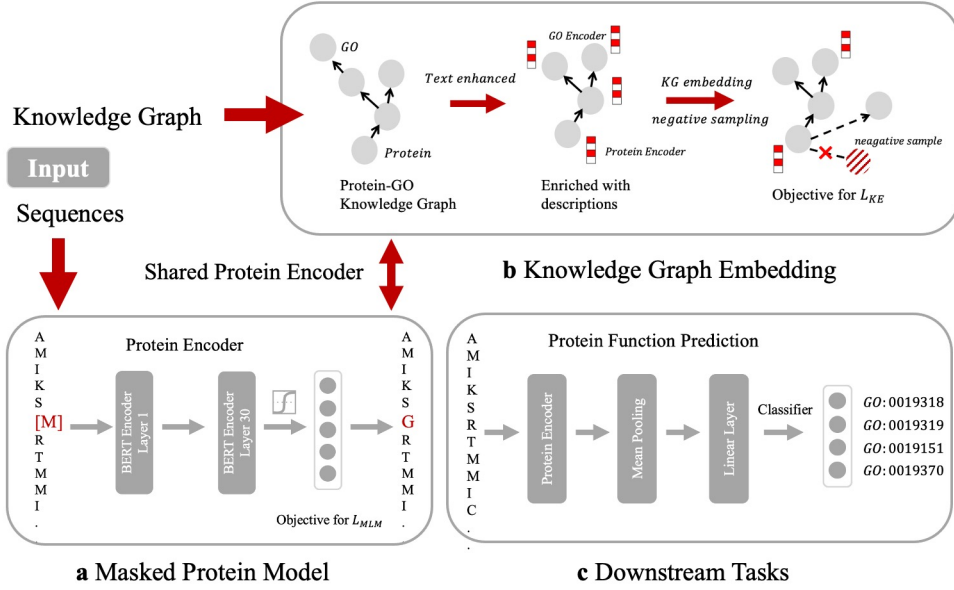 Knowledge Graph
Input
Sequences
Shared Protein Encoder
GO
Protein
Protein-GO
Knowledge Graph
Text enhanced
GO Encoder
Protein Encoder
Enriched with
descriptions
KG embedding
negative sampling
neagative sample
Objective for L_KE
b Knowledge Graph Embedding
A
M
I
K
S
[M]
R
T
M
M
I
.
.
Protein Encoder
BERT Encoder
Layer 1
BERT Encoder
Layer 30
Objective for L_MLM
A
M
I
K
S
G
R
T
M
M
I
.
.
a Masked Protein Model
A
M
I
K
S
R
T
M
M
I
C
.
.
Protein Function Prediction
Protein Encoder
Mean Pooling
Linear Layer
Classifier
GO:0019318
GO:0019319
GO:0019151
GO:0019370
c Downstream Tasks